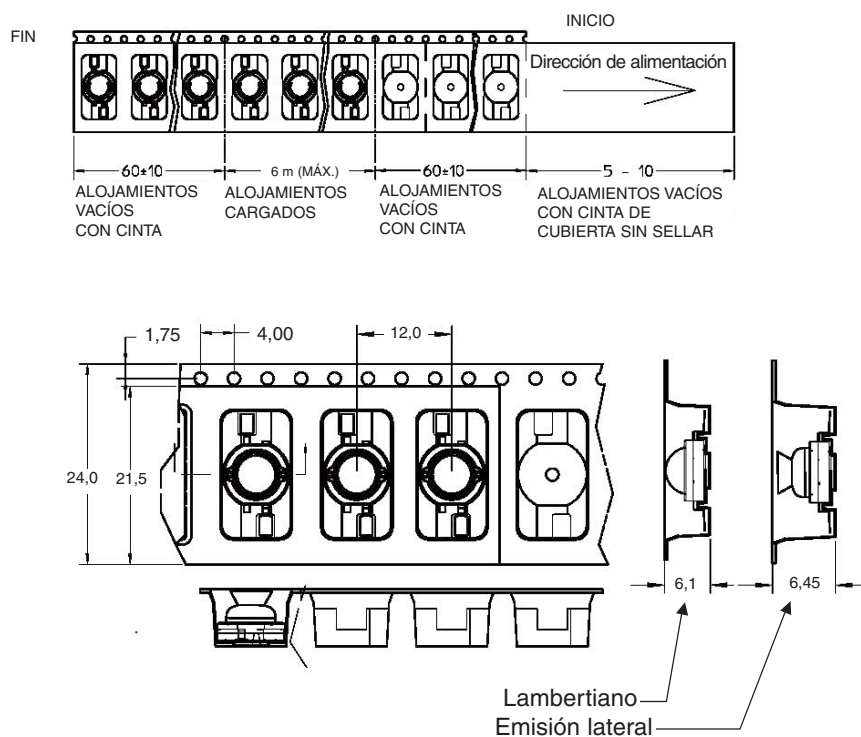 INICIO
FIN
Dirección de alimentación
60±10
6 m (MÁX.)
60±10
5 - 10
ALOJAMIENTOS
VACÍOS
CON CINTA
ALOJAMIENTOS
CARGADOS
ALOJAMIENTOS
VACÍOS
CON CINTA
ALOJAMIENTOS VACÍOS
CON CINTA DE
CUBIERTA SIN SELLAR
1,75
4,00
12,0
24,0
21,5
6,1
6,45
Lambertiano
Emisión lateral